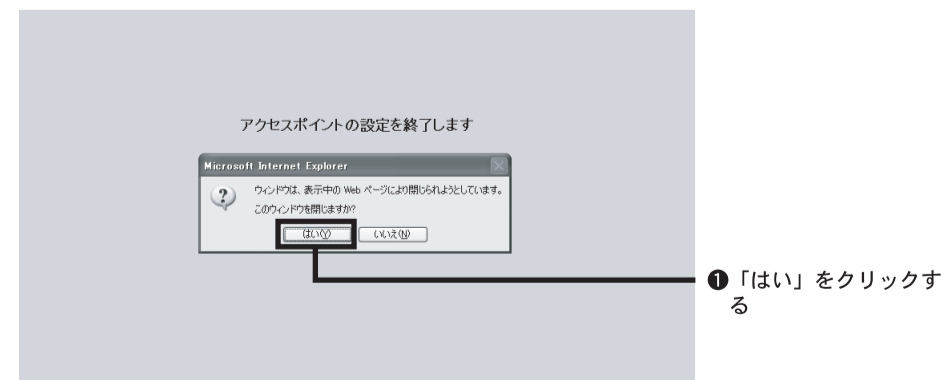 アクセスポイントの設定を終了します
Microsoft Internet Explorer
ウィンドウは、表示中の Web ページにより閉じられようとしています。
このウィンドウを閉じますか?
はい(Y) いいえ(N)
❶「はい」をクリックす
る